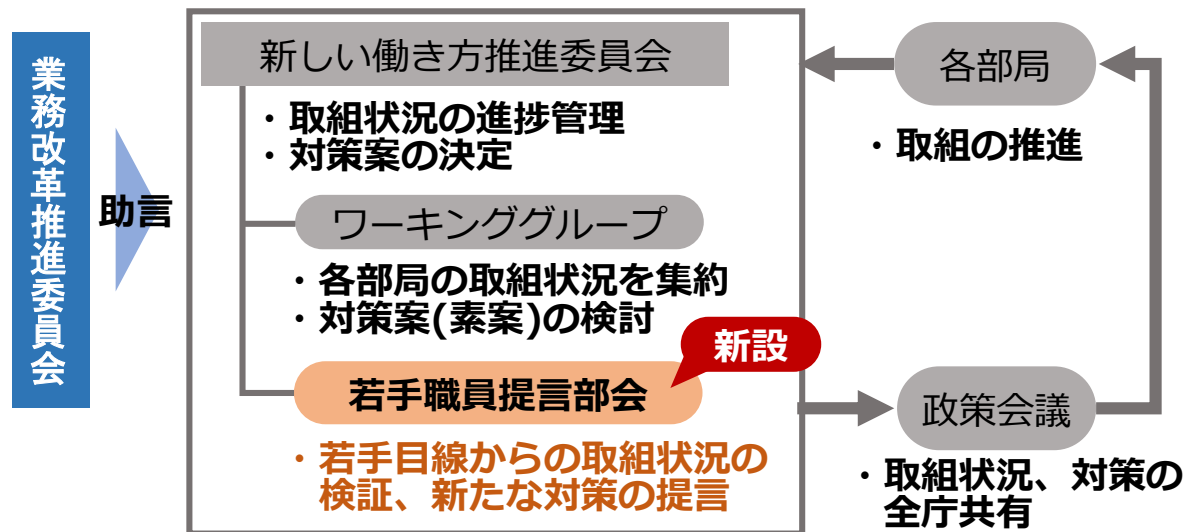 業務改革推進委員会
助言
新しい働き方推進委員会
・取組状況の進捗管理
・対策案の決定
ワーキンググループ
・各部局の取組状況を集約
・対策案(素案)の検討
新設
若手職員提言部会
・若手目線からの取組状況の
検証、新たな対策の提言
各部局
・取組の推進
政策会議
・取組状況、対策の
全庁共有